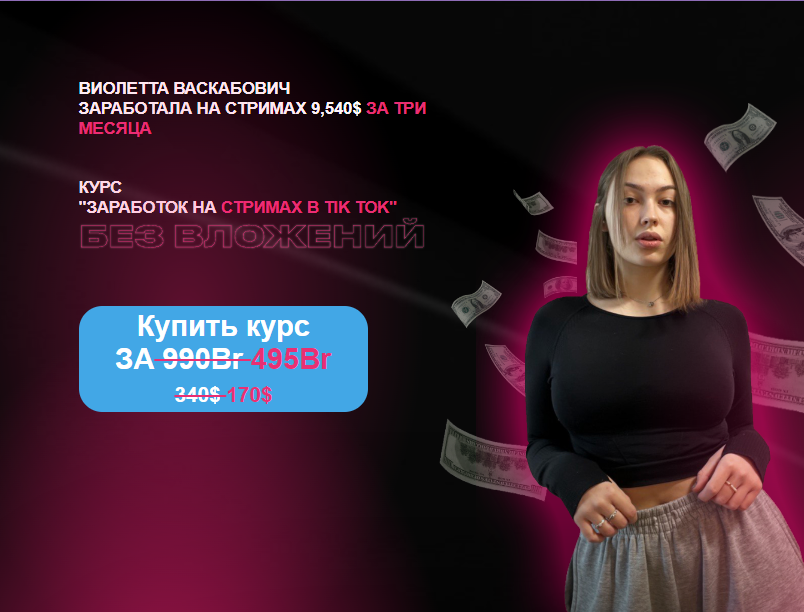 ВИОЛЕТТА ВАСКАБОВИЧ
ЗАРАБОТАЛА НА СТРИМАХ 9,540$ ЗА ТРИ
МЕСЯЦА
КУРС
"ЗАРАБОТОК НА СТРИМАХ В TIK TOK"
БЕЗ ВЛОЖЕНИЙ
Купить курс
ЗА 990Br 495Br
340$ 170$